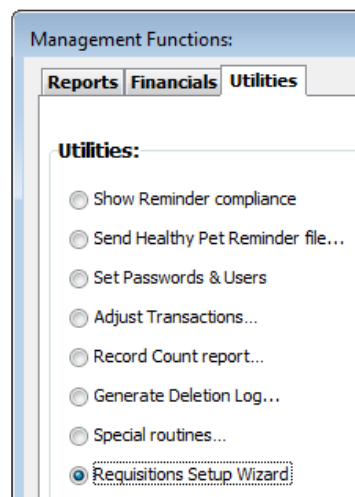 Management Functions:
Reports Financials Utilities
Utilities:
Show Reminder compliance
Send Healthy Pet Reminder file...
Set Passwords & Users
Adjust Transactions...
Record Count report...
Generate Deletion Log...
Special routines...
Requisitions Setup Wizard